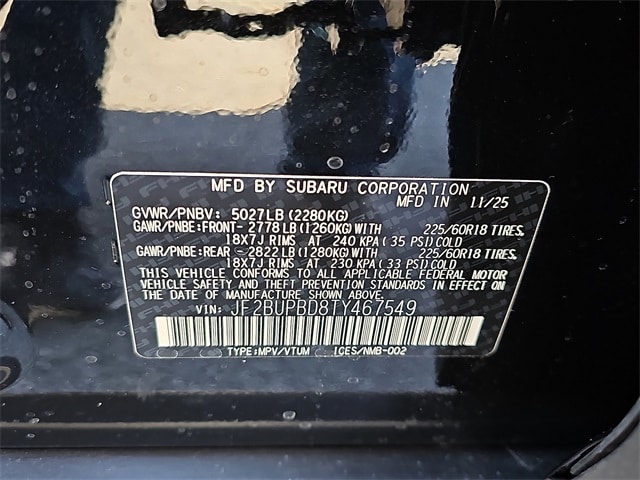 MFD BY SUBARU CORPORATION
MFD IN 11/25
GVWR/PNBV: 5027LB (2280KG)
GAWR/PNBE:FRONT- 2778LB(1260KG)WITH 225/60R18 TIRES,
18X7J RIMS AT 240 KPA(35 PSI)COLD
GAWR/PNBE:REAR -2822LB(1280KG)WITH 225/60R18 TIRES,
18X7J RIMS AT 230 KPA(33 PSI)COLD
THIS VEHICLE CONFORMS TO ALL APPLICABLE FEDERAL MOTOR
VEHICLE SAFETY AND THEFT PREVENTION STANDARDS IN EFFECT
ON THE DATE OF MANUFACTURE SHOWN ABOVE.
VIN: JF2BUPBD8TY467549
TYPE:MPV/VTUM ICES/NMB-002